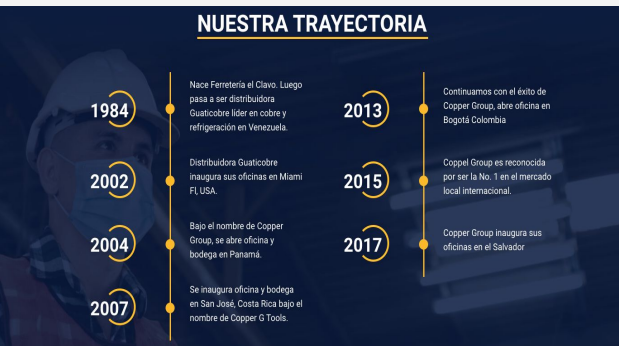 NUESTRA TRAYECTORIA
1984
Nace Ferretería el Clavo. Luego
pasa a ser distribuidora
Guaticobre líder en cobre y
refrigeración en Venezuela.
2002
Distribuidora Guaticobre
inaugura sus oficinas en Miami
Fl, USA.
2004
Bajo el nombre de Copper
Group, se abre oficina y
bodega en Panamá.
2007
Se inaugura oficina y bodega
en San José, Costa Rica bajo el
nombre de Copper G Tools.
2013
Continuamos con el éxito de
Copper Group, abre oficina en
Bogotá Colombia
2015
Coppel Group es reconocida
por ser la No. 1 en el mercado
local internacional.
2017
Copper Group inaugura sus
oficinas en el Salvador